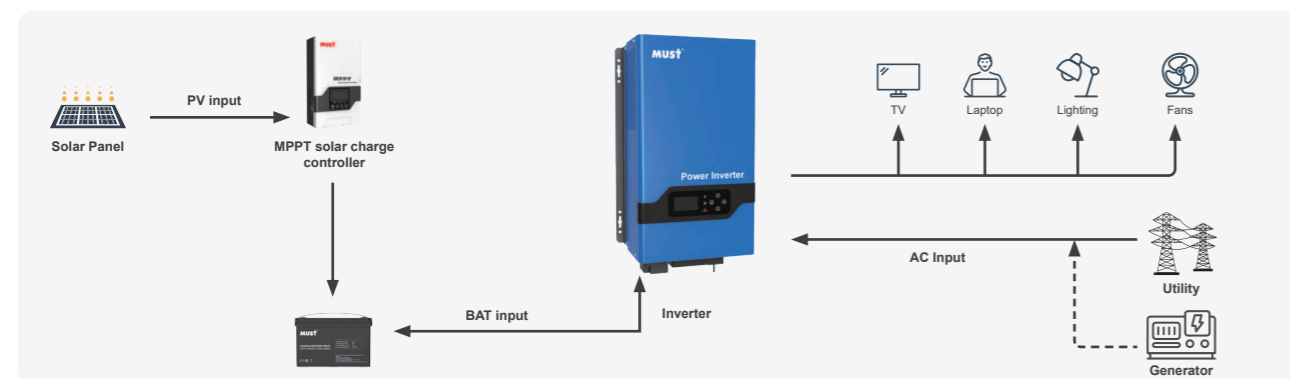 MUST
PV input
Solar Panel
MPPT solar charge
controller
MUST
Power Inverter
TV
Laptop
Lighting
Fans
AC Input
Utility
Generator
BAT input
Inverter
MUST